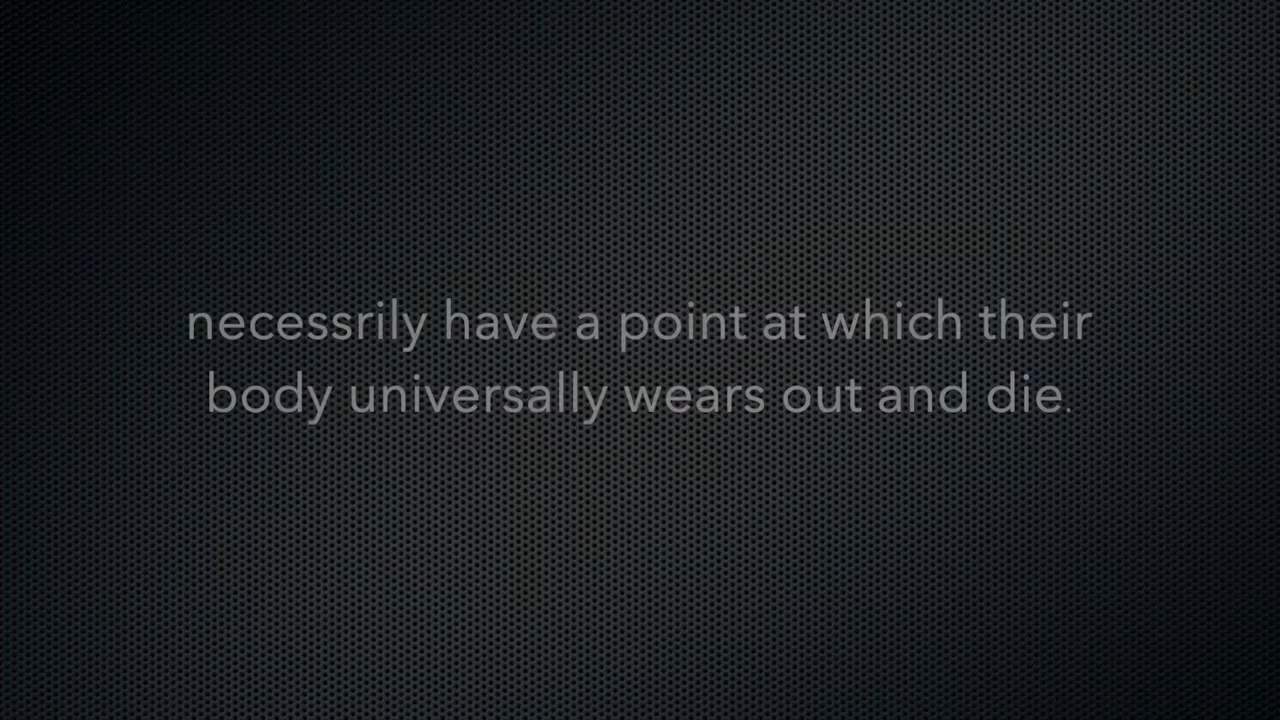 necessrily have a point at which their
body universally wears out and die.